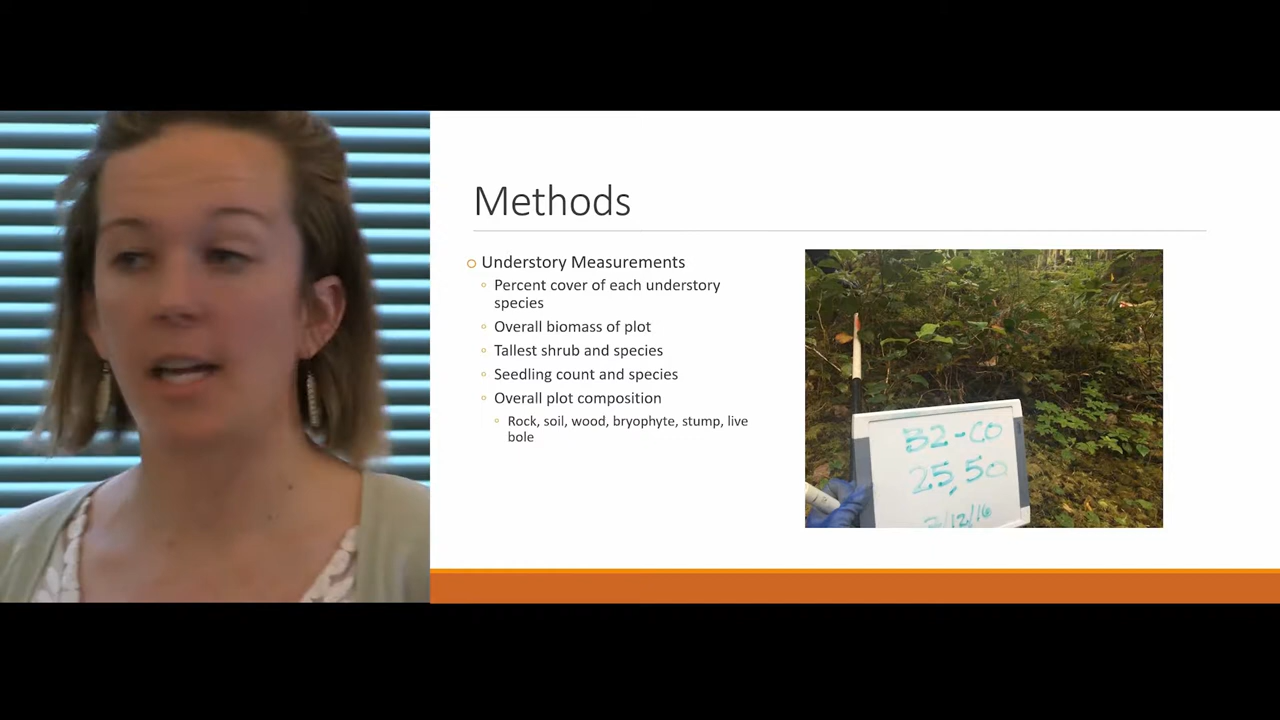 Methods
Understory Measurements
Percent cover of each understory
species
Overall biomass of plot
Tallest shrub and species
Seedling count and species
Overall plot composition
Rock, soil, wood, bryophyte, stump, live
bole
B2-CO
25,50